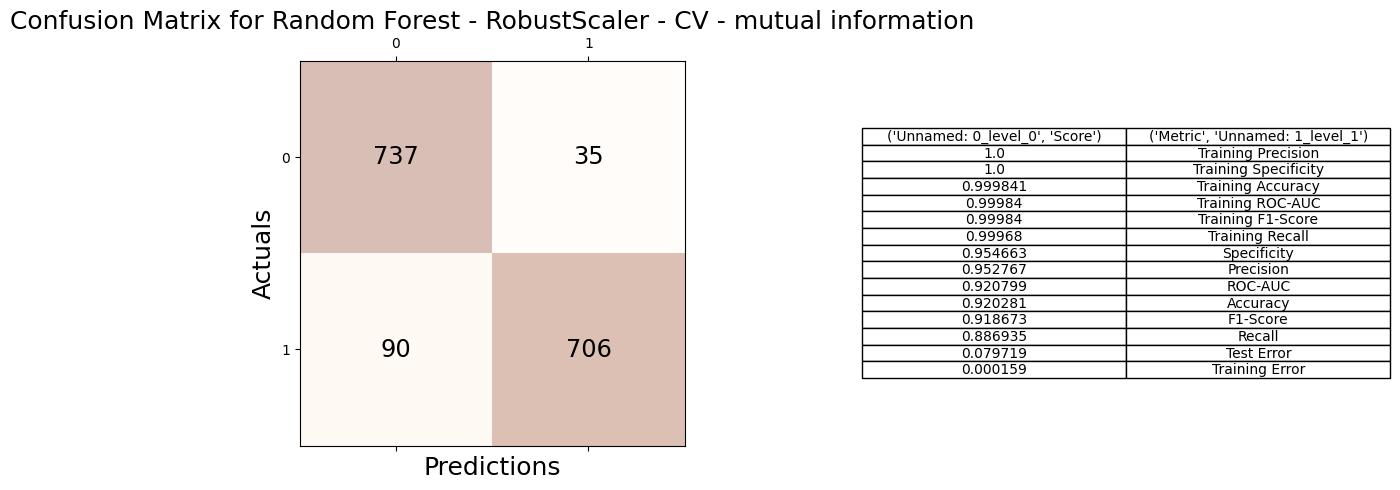 Confusion Matrix for Random Forest - RobustScaler - CV - mutual information
0 1
0 737 35
1 90 706
Actuals
Predictions
('Unnamed: 0_level_0', 'Score') ('Metric', 'Unnamed: 1_level_1')
1.0 Training Precision
1.0 Training Specificity
0.999841 Training Accuracy
0.99984 Training ROC-AUC
0.99984 Training F1-Score
0.99968 Training Recall
0.954663 Specificity
0.952767 Precision
0.920799 ROC-AUC
0.920281 Accuracy
0.918673 F1-Score
0.886935 Recall
0.079719 Test Error
0.000159 Training Error